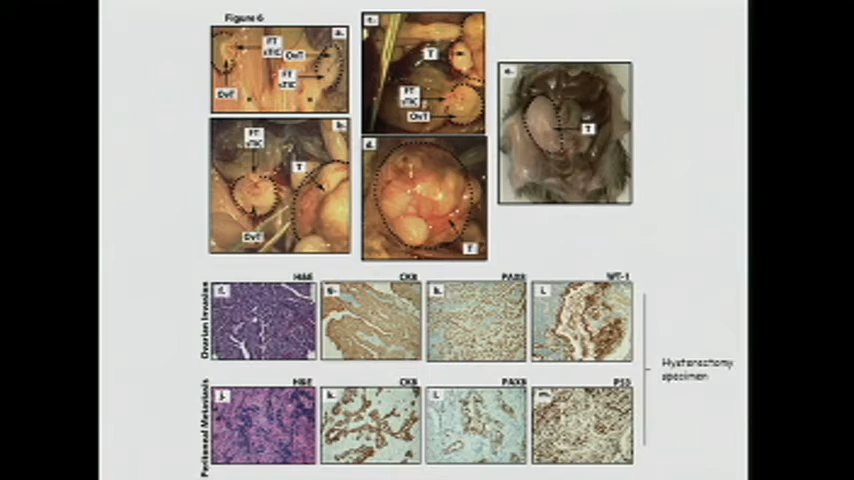 Figure 6
a.
FT
sTIC
OvT
FT
sTIC
OvT
b.
FT
sTIC
T
OvT
c.
T
FT
sTIC
OvT
d.
T
e.
T
Ovarian Invasion
H&E
CK8
PAX8
WT-1
f.
g.
h.
i.
Peritoneal Metastasis
H&E
CK8
PAX8
P53
j.
k.
l.
m.
Hysterectomy
specimen